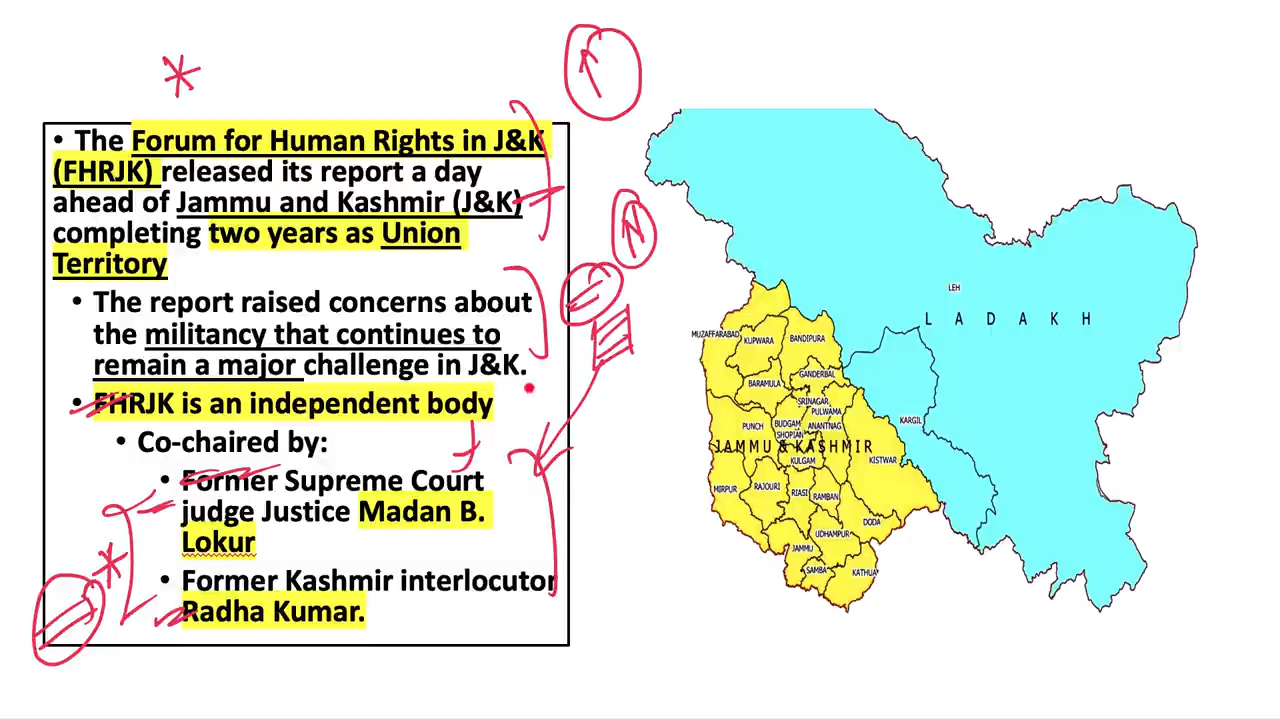 • The Forum for Human Rights in J&K
(FHRJK) released its report a day
ahead of Jammu and Kashmir (J&K)
completing two years as Union
Territory
• The report raised concerns about
the militancy that continues to
remain a major challenge in J&K.
• FHRJK is an independent body
• Co-chaired by:
• Former Supreme Court
judge Justice Madan B.
Lokur
• Former Kashmir interlocutor
Radha Kumar.
LEH
L A D A K H
MUZAFFARABAD
KUPWARA
BANDIPURA
GANDERBAL
BARAMULA
SRINAGAR
PULWAMA
PUNCH
BUDGAM
ANANTNAG
SHOPIAN
KARGIL
JAMMU & KASHMIR
KULGAM
KISTWAR
MIRPUR
RAJOURI
RIASI
RAMBAN
DODA
UDHAMPUR
JAMMU
SAMBA
KATHUA